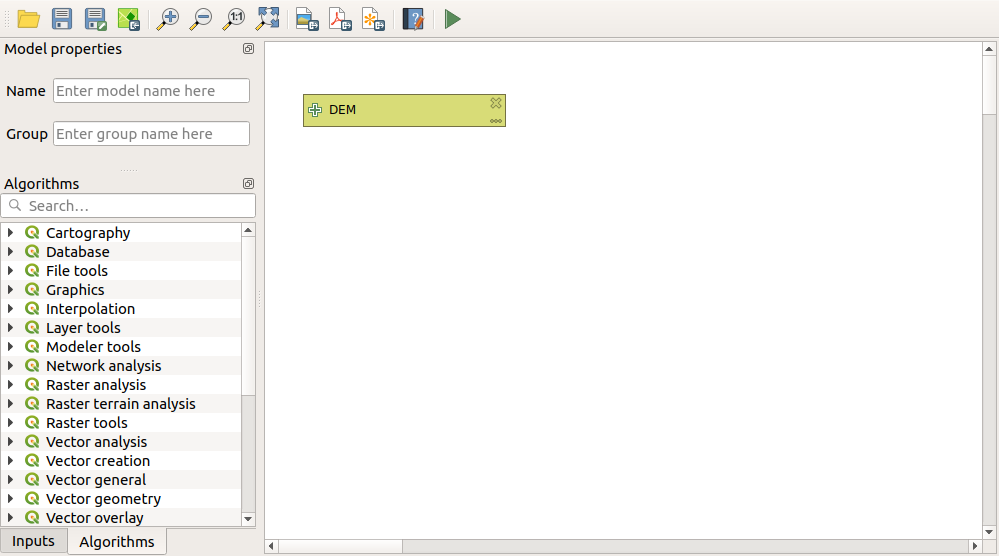 1:1
Model properties
Name Enter model name here
Group Enter group name here
Algorithms
Search...
Cartography
Database
File tools
Graphics
Interpolation
Layer tools
Modeler tools
Network analysis
Raster analysis
Raster terrain analysis
Raster tools
Vector analysis
Vector creation
Vector general
Vector geometry
Vector overlay
Inputs Algorithms
DEM